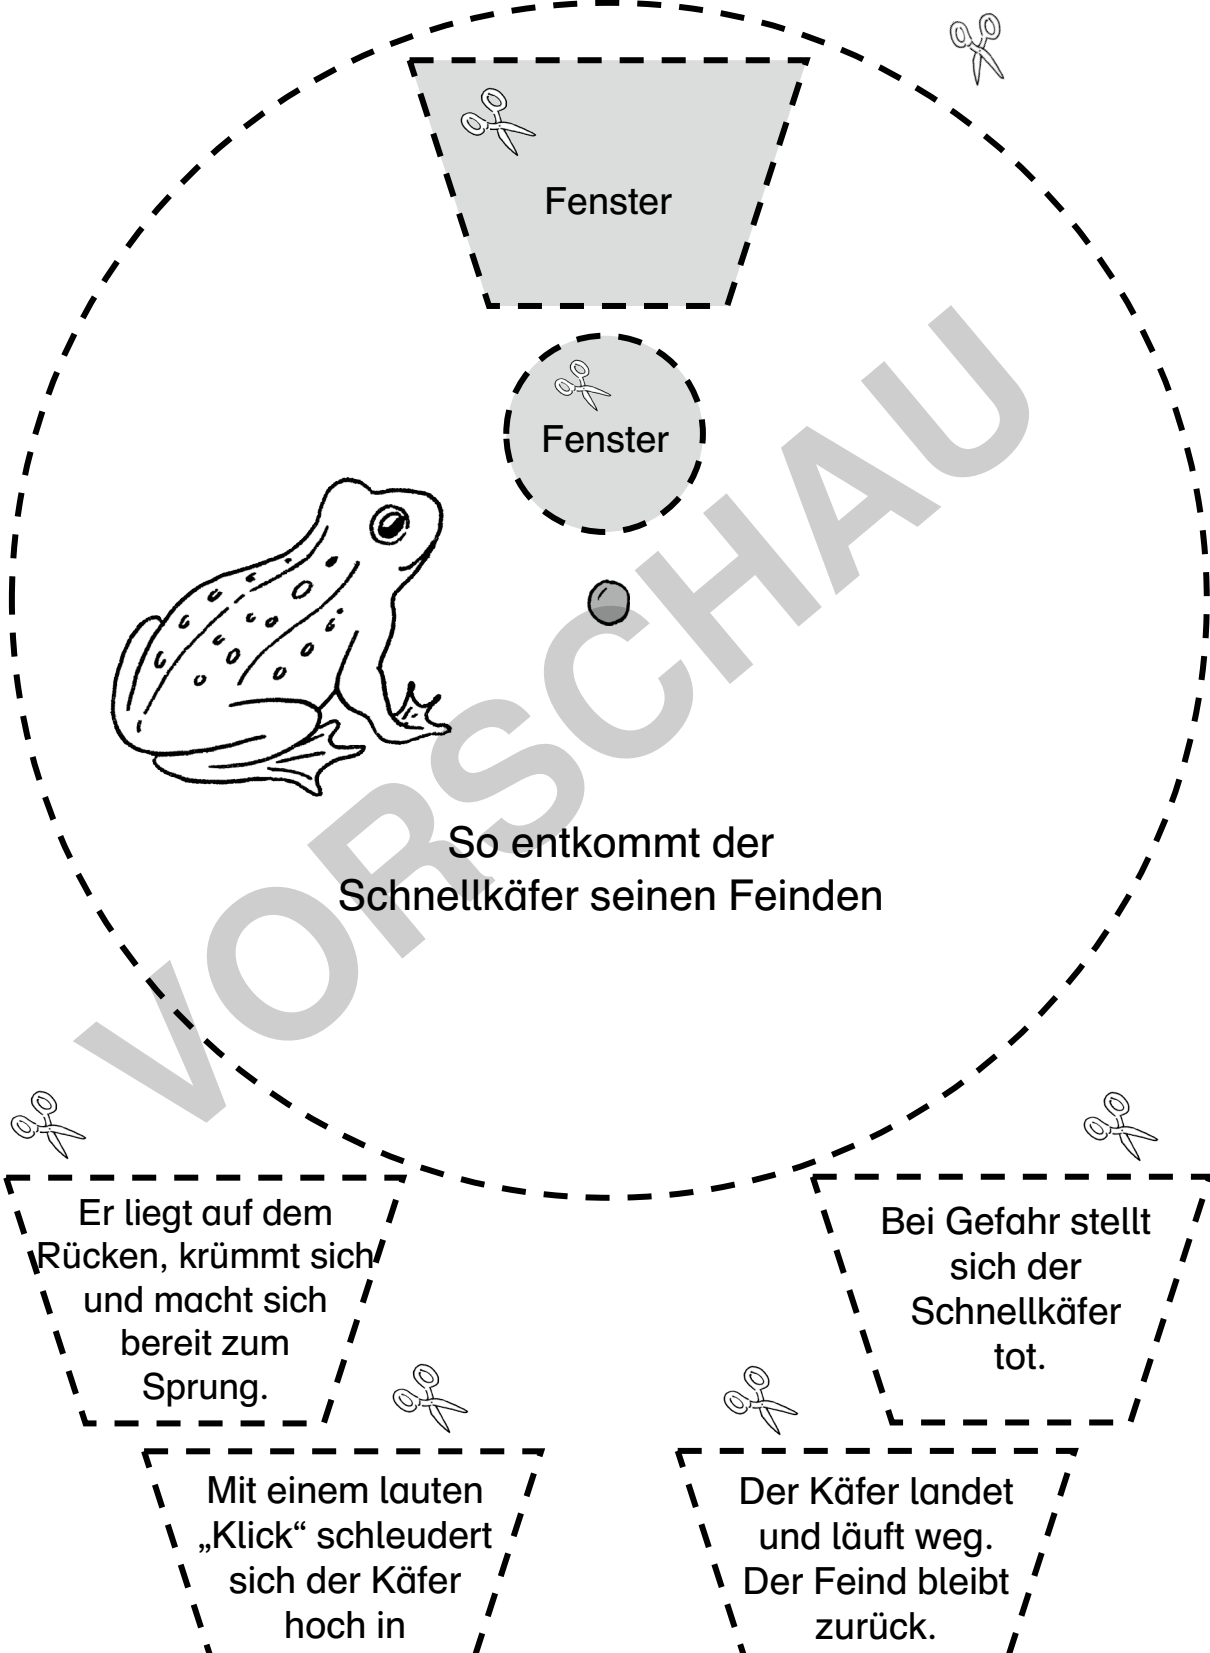 Fenster
Fenster
VORSCHAU
So entkommt der
Schnellkäfer seinen Feinden
Er liegt auf dem
Rücken, krümmt sich
und macht sich
bereit zum
Sprung.
Bei Gefahr stellt
sich der
Schnellkäfer
tot.
Mit einem lauten
„Klick“ schleudert
sich der Käfer
hoch in
Der Käfer landet
und läuft weg.
Der Feind bleibt
zurück.